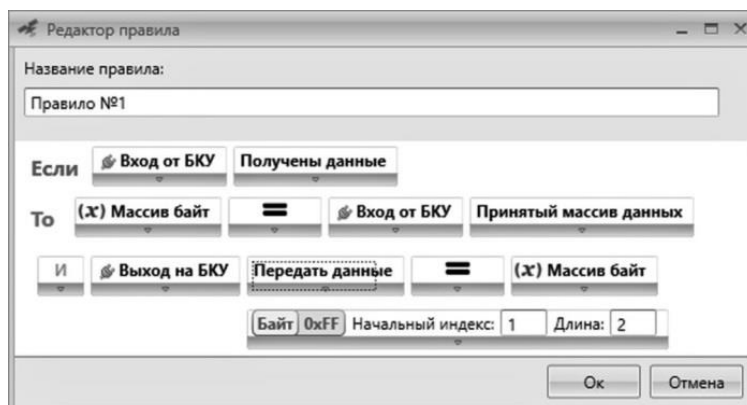 Редактор правила
Название правила:
Правило №1
Если Вход от БКУ Получены данные
То (x) Массив байт = Вход от БКУ Принятый массив данных
И Выход на БКУ Передать данные = (x) Массив байт
Байт 0xFF Начальный индекс: 1 Длина: 2
Ок Отмена